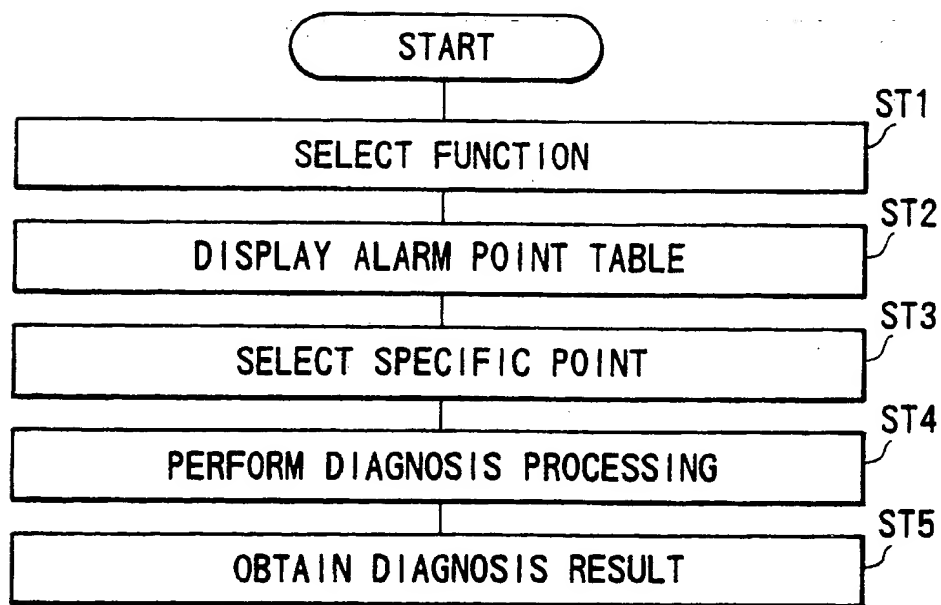 START
ST1
SELECT FUNCTION
ST2
DISPLAY ALARM POINT TABLE
ST3
SELECT SPECIFIC POINT
ST4
PERFORM DIAGNOSIS PROCESSING
ST5
OBTAIN DIAGNOSIS RESULT